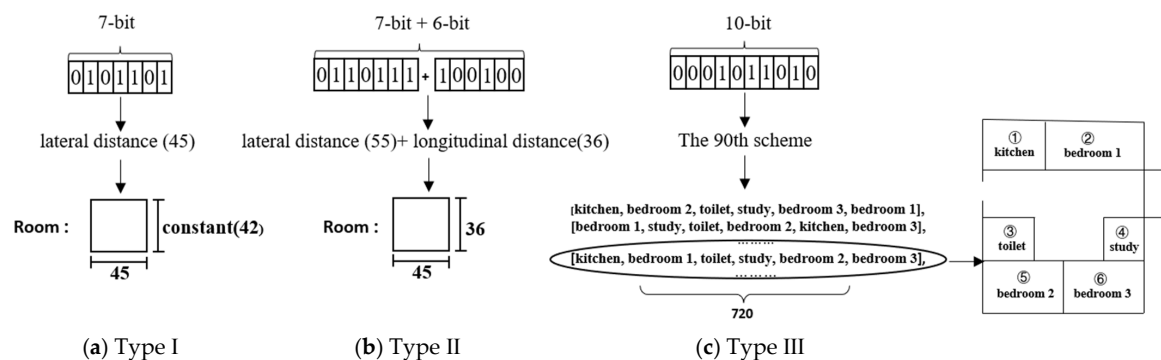 7-bit
0101101
lateral distance (45)
Room :
constant(42)
45
(a) Type I
7-bit + 6-bit
0110111 + 100100
lateral distance (55)+ longitudinal distance(36)
Room :
36
45
(b) Type II
10-bit
0001011010
The 90th scheme
[kitchen, bedroom 2, toilet, study, bedroom 3, bedroom 1],
[bedroom 1, study, toilet, bedroom 2, kitchen, bedroom 3],
………
[kitchen, bedroom 1, toilet, study, bedroom 2, bedroom 3],
………
720
① kitchen
② bedroom 1
③ toilet
④ study
⑤ bedroom 2
⑥ bedroom 3
(c) Type III